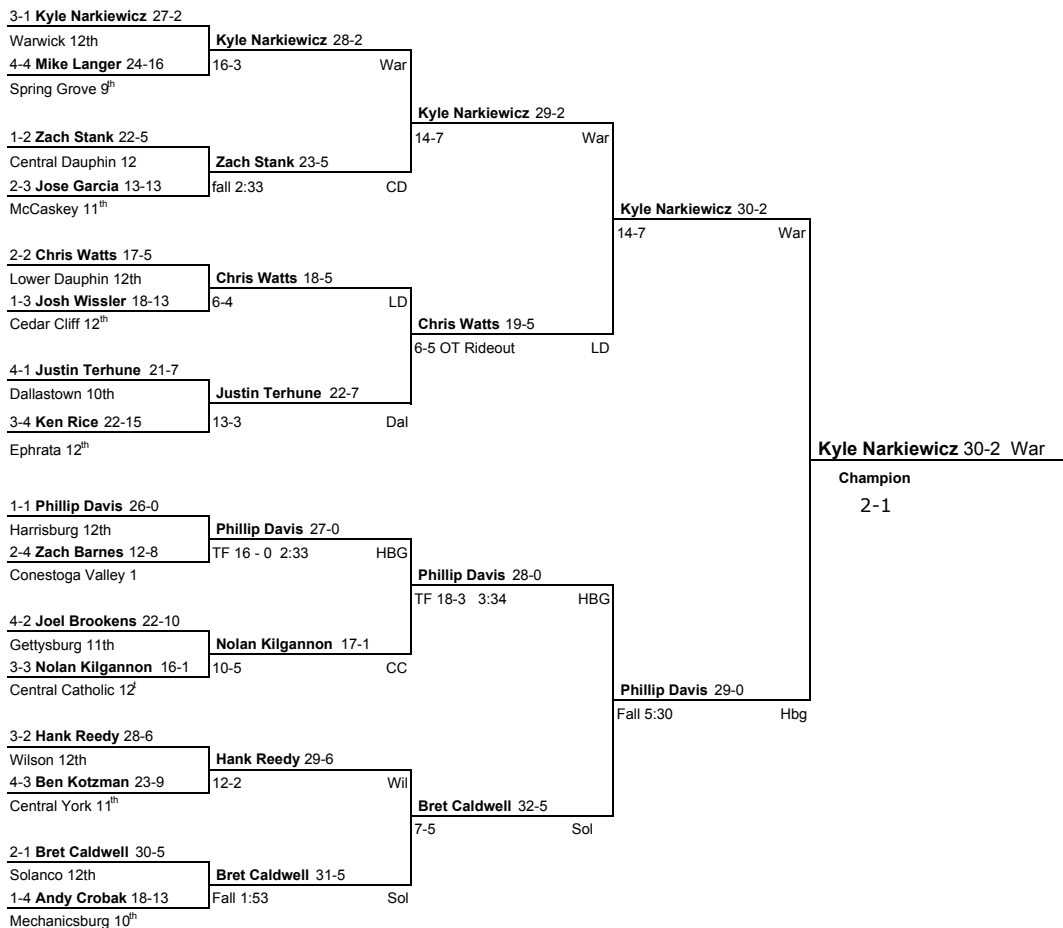 3-1 Kyle Narkiewicz 27-2
Warwick 12th
4-4 Mike Langer 24-16
Spring Grove 9th
1-2 Zach Stank 22-5
Central Dauphin 12
2-3 Jose Garcia 13-13
McCaskey 11th
2-2 Chris Watts 17-5
Lower Dauphin 12th
1-3 Josh Wissler 18-13
Cedar Cliff 12th
4-1 Justin Terhune 21-7
Dallastown 10th
3-4 Ken Rice 22-15
Ephrata 12th
1-1 Phillip Davis 26-0
Harrisburg 12th
2-4 Zach Barnes 12-8
Conestoga Valley 1
4-2 Joel Brookens 22-10
Gettysburg 11th
3-3 Nolan Kilgannon 16-1
Central Catholic 12t
3-2 Hank Reedy 28-6
Wilson 12th
4-3 Ben Kotzman 23-9
Central York 11th
2-1 Bret Caldwell 30-5
Solanco 12th
1-4 Andy Crobak 18-13
Mechanicsburg 10th
Kyle Narkiewicz 28-2
16-3 War
Zach Stank 23-5
fall 2:33 CD
Chris Watts 18-5
6-4 LD
Justin Terhune 22-7
13-3 Dal
Phillip Davis 27-0
TF 16 - 0 2:33 HBG
Nolan Kilgannon 17-1
10-5 CC
Hank Reedy 29-6
12-2 Wil
Bret Caldwell 31-5
Fall 1:53 Sol
Kyle Narkiewicz 29-2
14-7 War
Chris Watts 19-5
6-5 OT Rideout LD
Phillip Davis 28-0
TF 18-3 3:34 HBG
Bret Caldwell 32-5
7-5 Sol
Kyle Narkiewicz 30-2
14-7 War
Phillip Davis 29-0
Fall 5:30 Hbg
Kyle Narkiewicz 30-2 War
Champion
2-1